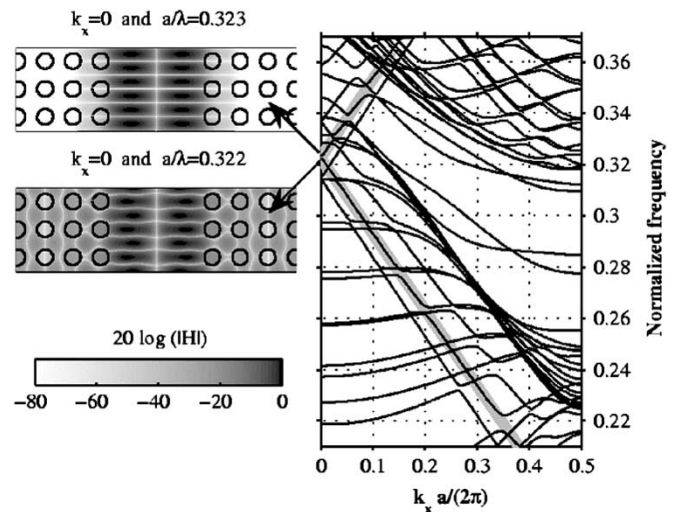 k_x=0 and a/λ=0.323
k_x=0 and a/λ=0.322
20 log (|H|)
−80 −60 −40 −20 0
0.36
0.34
0.32
0.3
0.28
0.26
0.24
0.22
Normalized frequency
0 0.1 0.2 0.3 0.4 0.5
k_x a/(2π)